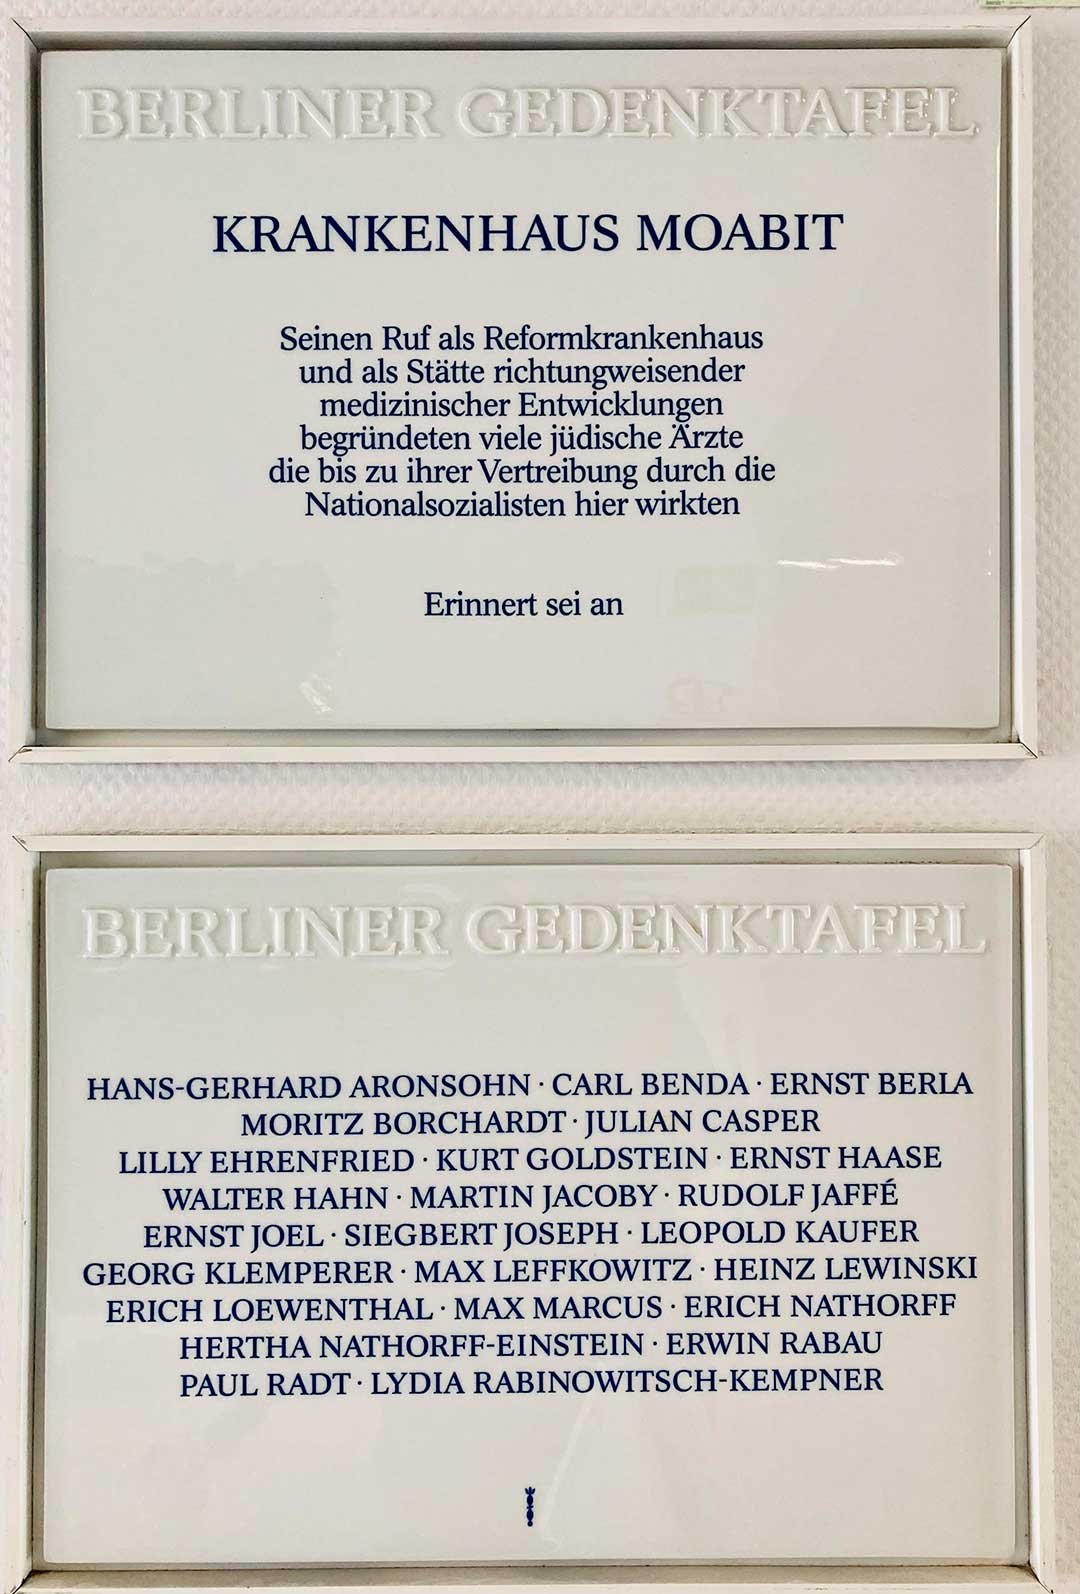 BERLINER GEDENKTAFEL
KRANKENHAUS MOABIT
Seinen Ruf als Reformkrankenhaus
und als Stätte richtungweisender
medizinischer Entwicklungen
begründeten viele jüdische Ärzte
die bis zu ihrer Vertreibung durch die
Nationalsozialisten hier wirkten
Erinnert sei an
BERLINER GEDENKTAFEL
HANS-GERHARD ARONSOHN · CARL BENDA · ERNST BERLA
MORITZ BORCHARDT · JULIAN CASPER
LILLY EHRENFRIED · KURT GOLDSTEIN · ERNST HAASE
WALTER HAHN · MARTIN JACOBY · RUDOLF JAFFÉ
ERNST JOEL · SIEGBERT JOSEPH · LEOPOLD KAUFER
GEORG KLEMPERER · MAX LEFFKOWITZ · HEINZ LEWINSKI
ERICH LOEWENTHAL · MAX MARCUS · ERICH NATHORFF
HERTHA NATHORFF-EINSTEIN · ERWIN RABAU
PAUL RADT · LYDIA RABINOWITSCH-KEMPNER